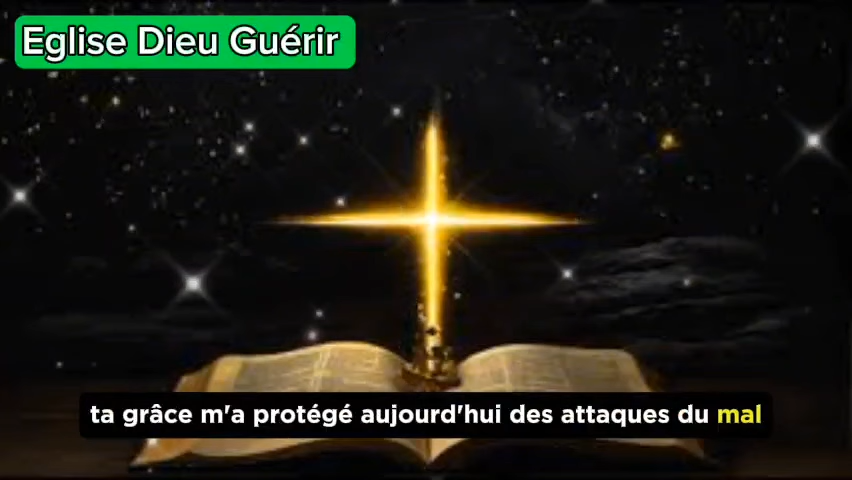 Eglise Dieu Guérir
ta grâce m'a protégé aujourd'hui des attaques du mal